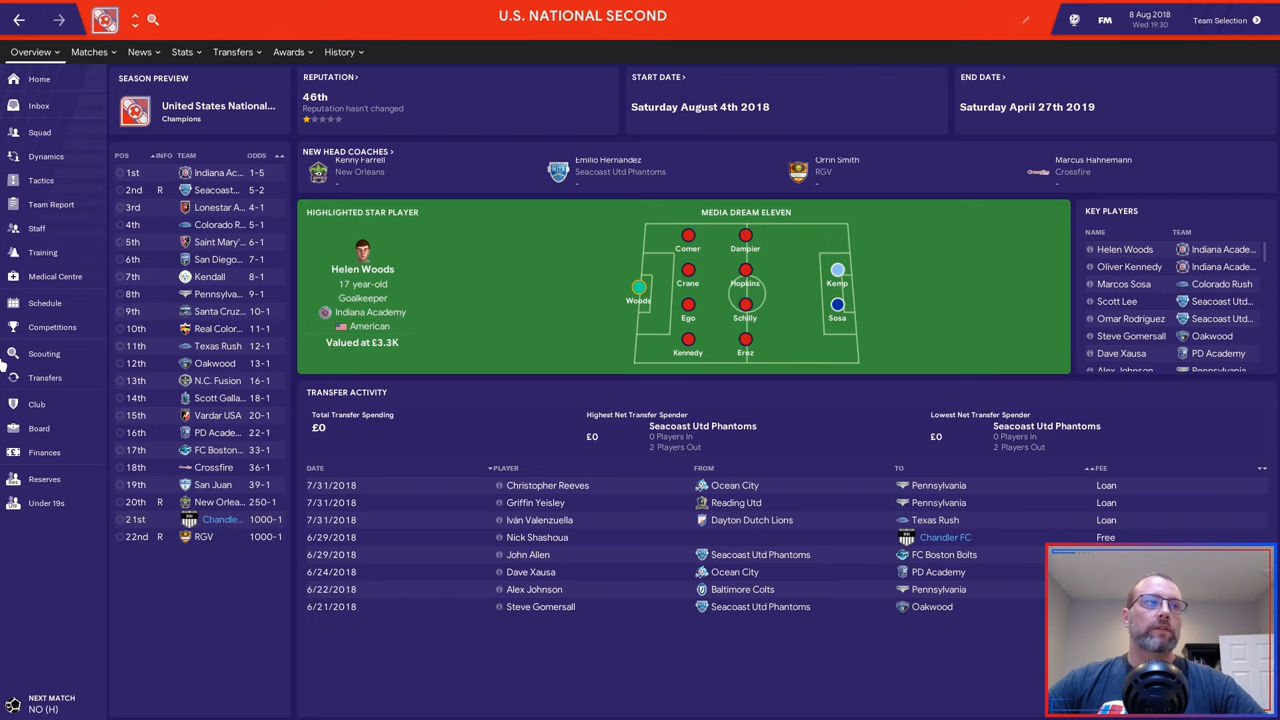 U.S. NATIONAL SECOND
8 Aug 2018
Wed 19:30
FM
Team Selection
Overview
Matches
News
Stats
Transfers
Awards
History
Home
Inbox
Squad
Dynamics
Tactics
Team Report
Staff
Training
Medical Centre
Schedule
Competitions
Scouting
Transfers
Club
Board
Finances
Reserves
Under 19s
NEXT MATCH
NO (H)
SEASON PREVIEW
United States National...
Champions
POS INFO TEAM ODDS
1st Indiana Ac... 1-5
2nd R Seacoast... 5-2
3rd Lonestar A... 4-1
4th Colorado R... 5-1
5th Saint Mary'... 6-1
6th San Diego... 7-1
7th Kendall 8-1
8th Pennsylva... 9-1
9th Santa Cruz... 10-1
10th Real Color... 11-1
11th Texas Rush 12-1
12th Oakwood 13-1
13th N.C. Fusion 16-1
14th Scott Galla... 18-1
15th Vardar USA 20-1
16th PD Acade... 22-1
17th FC Boston... 33-1
18th Crossfire 36-1
19th San Juan 39-1
20th R New Orlea... 250-1
21st Chandle... 1000-1
22nd R RGV 1000-1
REPUTATION>
46th
Reputation hasn't changed
START DATE>
Saturday August 4th 2018
END DATE>
Saturday April 27th 2019
NEW HEAD COACHES >
Kenny Farrell
New Orleans
-
Emilio Hernández
Seacoast Utd Phantoms
-
Orrin Smith
RGV
-
Marcus Hahnemann
Crossfire
-
HIGHLIGHTED STAR PLAYER
Helen Woods
17 year-old
Goalkeeper
Indiana Academy
American
Valued at £3.3K
MEDIA DREAM ELEVEN
Comer
Dampier
Crane
Hopkins
Kemp
Woods
Ego
Schilly
Sosa
Kennedy
Erez
KEY PLAYERS
NAME TEAM
Helen Woods Indiana Acade...
Oliver Kennedy Indiana Acade...
Marcos Sosa Colorado Rush
Scott Lee Seacoast Utd...
Omar Rodriguez Seacoast Utd...
Steve Gomersall Oakwood
Dave Xausa PD Academy
Alex Johnson Pennsylvania
TRANSFER ACTIVITY
Total Transfer Spending
£0
Highest Net Transfer Spender
£0
Seacoast Utd Phantoms
0 Players In
2 Players Out
Lowest Net Transfer Spender
£0
Seacoast Utd Phantoms
0 Players In
2 Players Out
DATE PLAYER FROM TO FEE
7/31/2018 Christopher Reeves Ocean City Pennsylvania Loan
7/31/2018 Griffin Yeisley Reading Utd Pennsylvania Loan
7/31/2018 Iván Valenzuella Dayton Dutch Lions Texas Rush Loan
6/29/2018 Nick Shashoua Chandler FC Free
6/29/2018 John Allen Seacoast Utd Phantoms FC Boston Bolts
6/24/2018 Dave Xausa Ocean City PD Academy
6/22/2018 Alex Johnson Baltimore Colts Pennsylvania
6/21/2018 Steve Gomersall Seacoast Utd Phantoms Oakwood